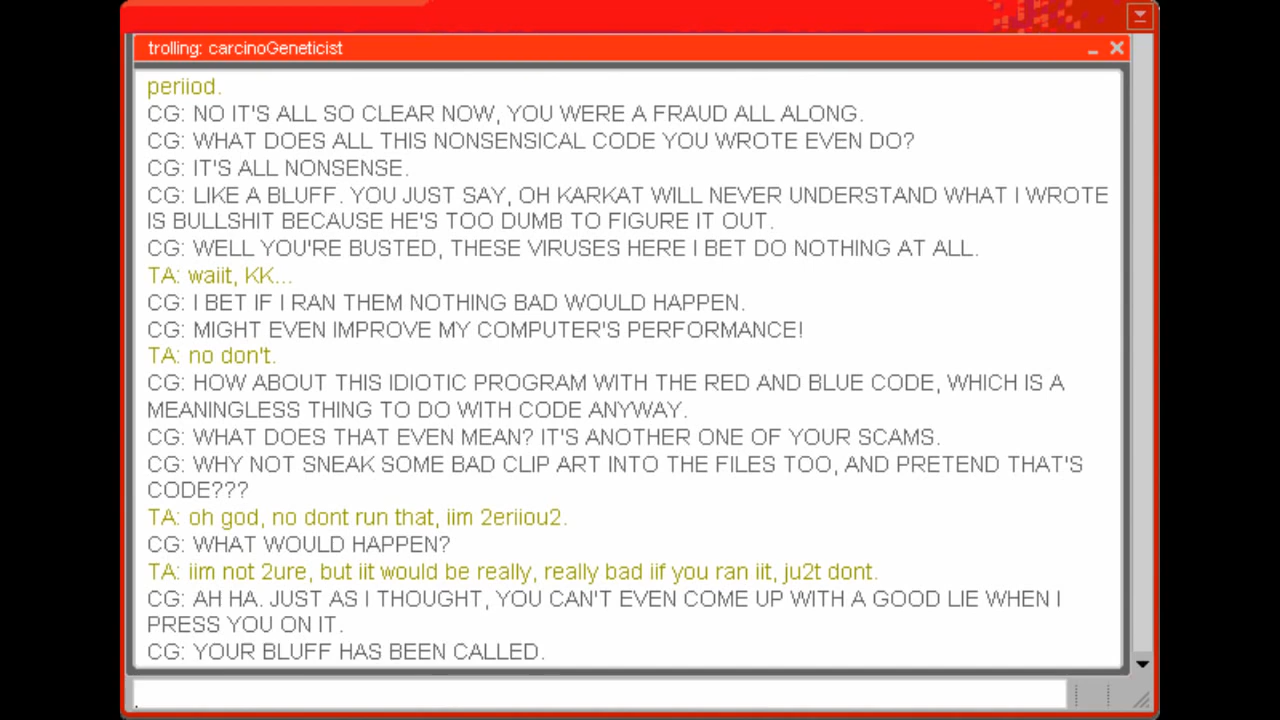 trolling: carcinoGeneticist
periiod.
CG: NO IT'S ALL SO CLEAR NOW, YOU WERE A FRAUD ALL ALONG.
CG: WHAT DOES ALL THIS NONSENSICAL CODE YOU WROTE EVEN DO?
CG: IT'S ALL NONSENSE.
CG: LIKE A BLUFF. YOU JUST SAY, OH KARKAT WILL NEVER UNDERSTAND WHAT I WROTE
IS BULLSHIT BECAUSE HE'S TOO DUMB TO FIGURE IT OUT.
CG: WELL YOU'RE BUSTED, THESE VIRUSES HERE I BET DO NOTHING AT ALL.
TA: waiit, KK...
CG: I BET IF I RAN THEM NOTHING BAD WOULD HAPPEN.
CG: MIGHT EVEN IMPROVE MY COMPUTER'S PERFORMANCE!
TA: no don't.
CG: HOW ABOUT THIS IDIOTIC PROGRAM WITH THE RED AND BLUE CODE, WHICH IS A
MEANINGLESS THING TO DO WITH CODE ANYWAY.
CG: WHAT DOES THAT EVEN MEAN? IT'S ANOTHER ONE OF YOUR SCAMS.
CG: WHY NOT SNEAK SOME BAD CLIP ART INTO THE FILES TOO, AND PRETEND THAT'S
CODE???
TA: oh god, no dont run that, iim 2eriiou2.
CG: WHAT WOULD HAPPEN?
TA: iim not 2ure, but iit would be really, really bad iif you ran iit, ju2t dont.
CG: AH HA. JUST AS I THOUGHT, YOU CAN'T EVEN COME UP WITH A GOOD LIE WHEN I
PRESS YOU ON IT.
CG: YOUR BLUFF HAS BEEN CALLED.